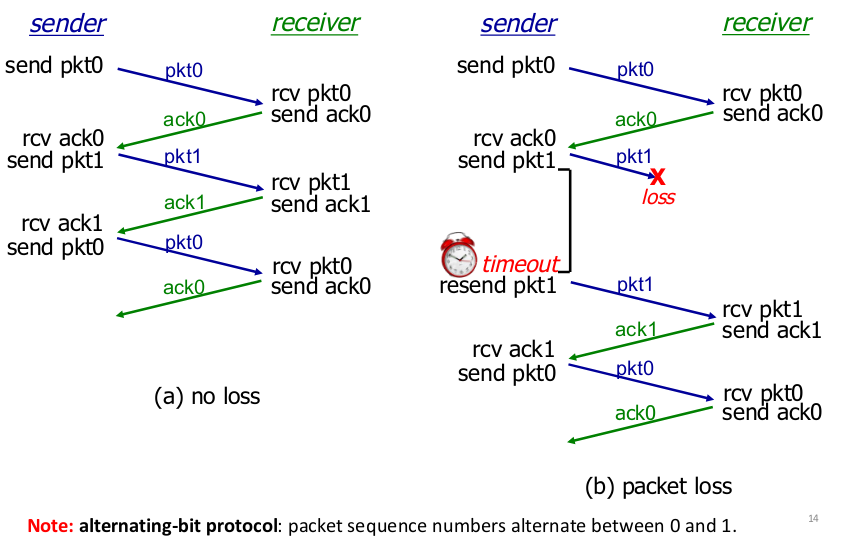 sender
receiver
send pkt0
pkt0
rcv pkt0
send ack0
ack0
rcv ack0
send pkt1
pkt1
rcv pkt1
send ack1
ack1
rcv ack1
send pkt0
pkt0
rcv pkt0
send ack0
ack0
(a) no loss
sender
receiver
send pkt0
pkt0
rcv pkt0
send ack0
ack0
rcv ack0
send pkt1
pkt1
X
loss
timeout
resend pkt1
pkt1
rcv pkt1
send ack1
ack1
rcv ack1
send pkt0
pkt0
rcv pkt0
send ack0
ack0
(b) packet loss
Note: alternating-bit protocol: packet sequence numbers alternate between 0 and 1.
14